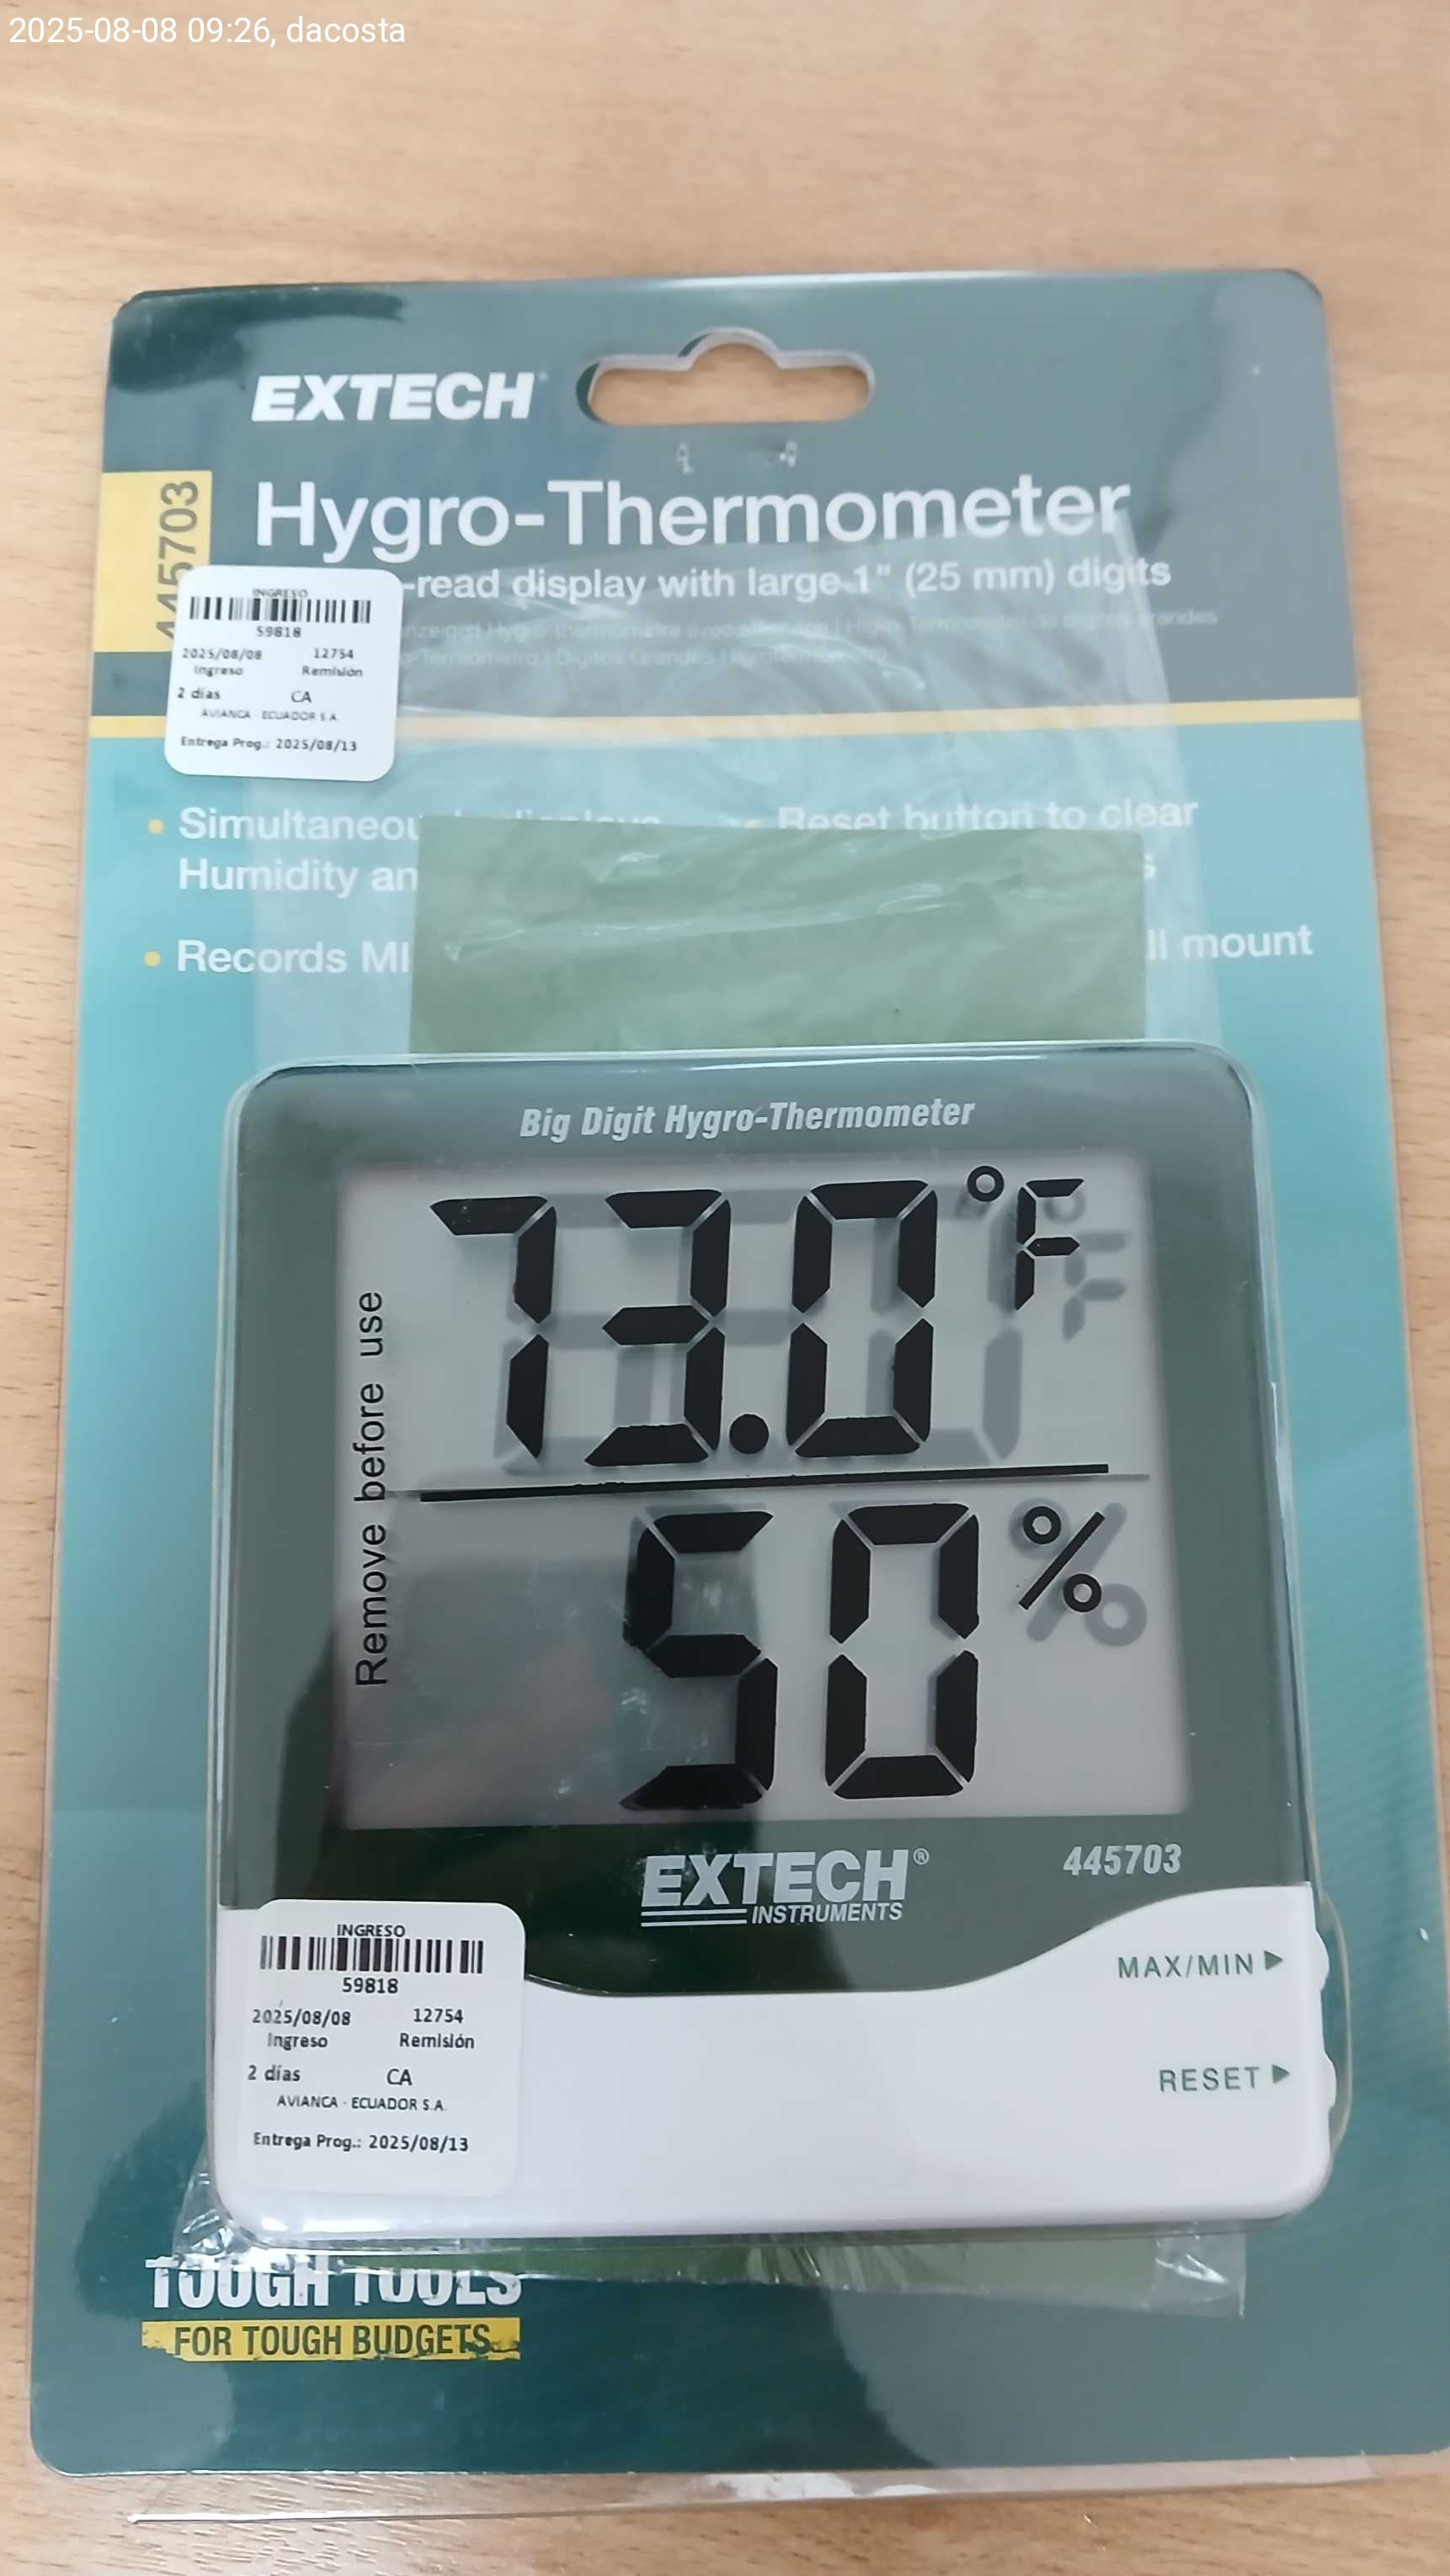 2025-08-08 09:26, dacosta
EXTECH
Hygro-Thermometer
-read display with large 1" (25 mm) digits
445703
INGRESO
59818
2025/08/08 12754
Ingreso Remisión
2 días CA
AVIANCA - ECUADOR S.A.
Entrega Prog.: 2025/08/13
Simultaneou
Humidity an
Records MI
Reset button to clear
ll mount
Big Digit Hygro-Thermometer
73.0°F
Remove before use
50%
EXTECH®
INSTRUMENTS
445703
MAX/MIN
RESET
INGRESO
59818
2025/08/08 12754
Ingreso Remisión
2 días CA
AVIANCA - ECUADOR S.A.
Entrega Prog.: 2025/08/13
TOUGH TOOLS
FOR TOUGH BUDGETS